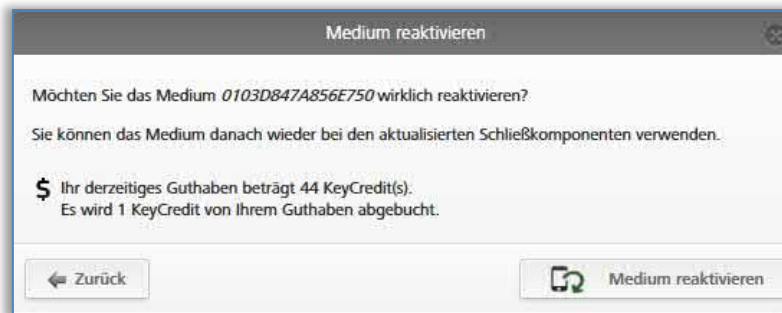 Medium reaktivieren
Möchten Sie das Medium 0103D847A856E750 wirklich reaktivieren?
Sie können das Medium danach wieder bei den aktualisierten Schließkomponenten verwenden.
$ Ihr derzeitiges Guthaben beträgt 44 KeyCredit(s).
Es wird 1 KeyCredit von Ihrem Guthaben abgebucht.
Zurück
Medium reaktivieren